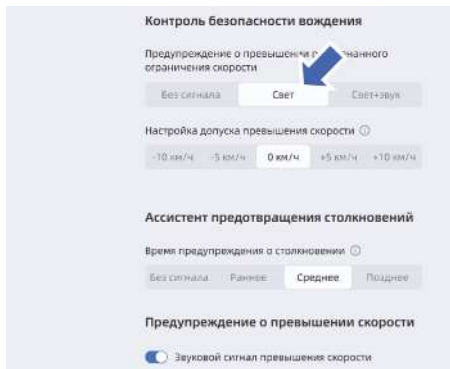 Контроль безопасности вождения
Предупреждение о превышении
ограничения скорости
Без сигнала Свет Свет+звук
Настройка допуска превышения скорости
-10 км/ч -5 км/ч 0 км/ч +5 км/ч +10 км/ч
Ассистент предотвращения столкновений
Время предупреждения о столкновении
Без сигнала Раннее Среднее Позднее
Предупреждение о превышении скорости
Звуковой сигнал превышения скорости